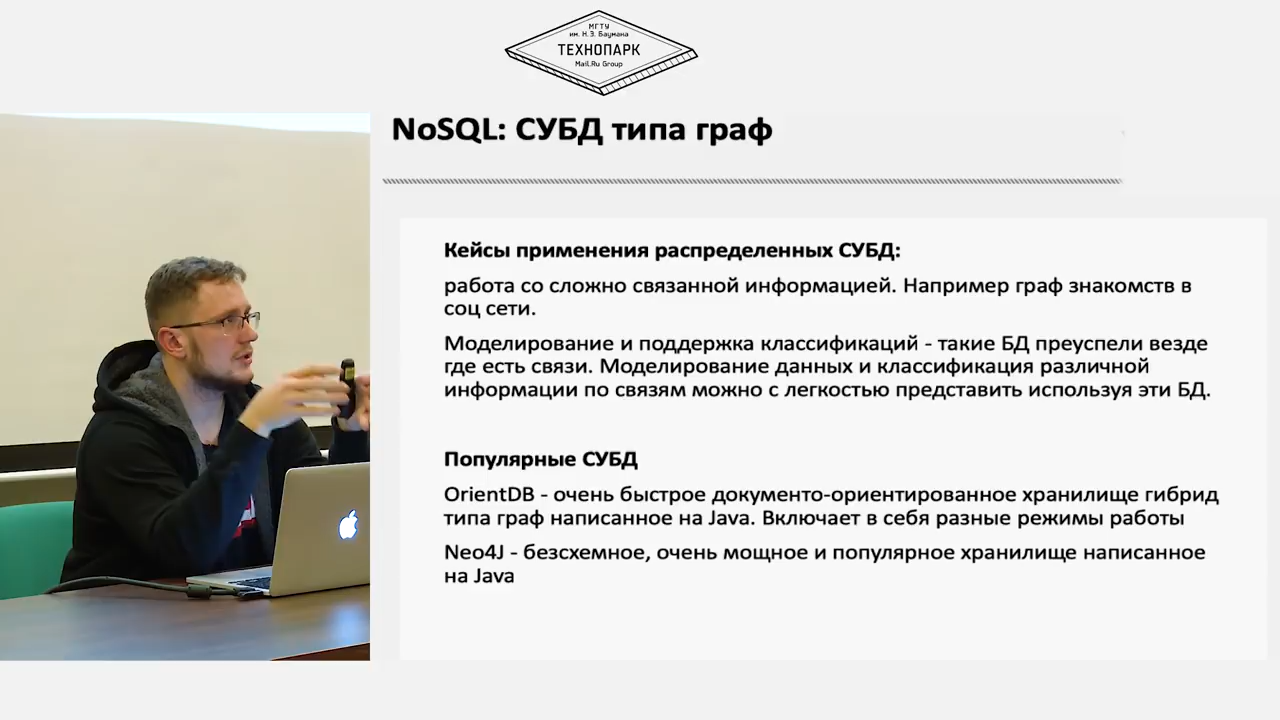 МГТУ
им. Н.Э. Баумана
ТЕХНОПАРК
Mail.Ru Group
NoSQL: СУБД типа граф
Кейсы применения распределенных СУБД:
работа со сложно связанной информацией. Например граф знакомств в
соц сети.
Моделирование и поддержка классификаций - такие БД преуспели везде
где есть связи. Моделирование данных и классификация различной
информации по связям можно с легкостью представить используя эти БД.
Популярные СУБД
OrientDB - очень быстрое документо-ориентированное хранилище гибрид
типа граф написанное на Java. Включает в себя разные режимы работы
Neo4J - безсхемное, очень мощное и популярное хранилище написанное
на Java